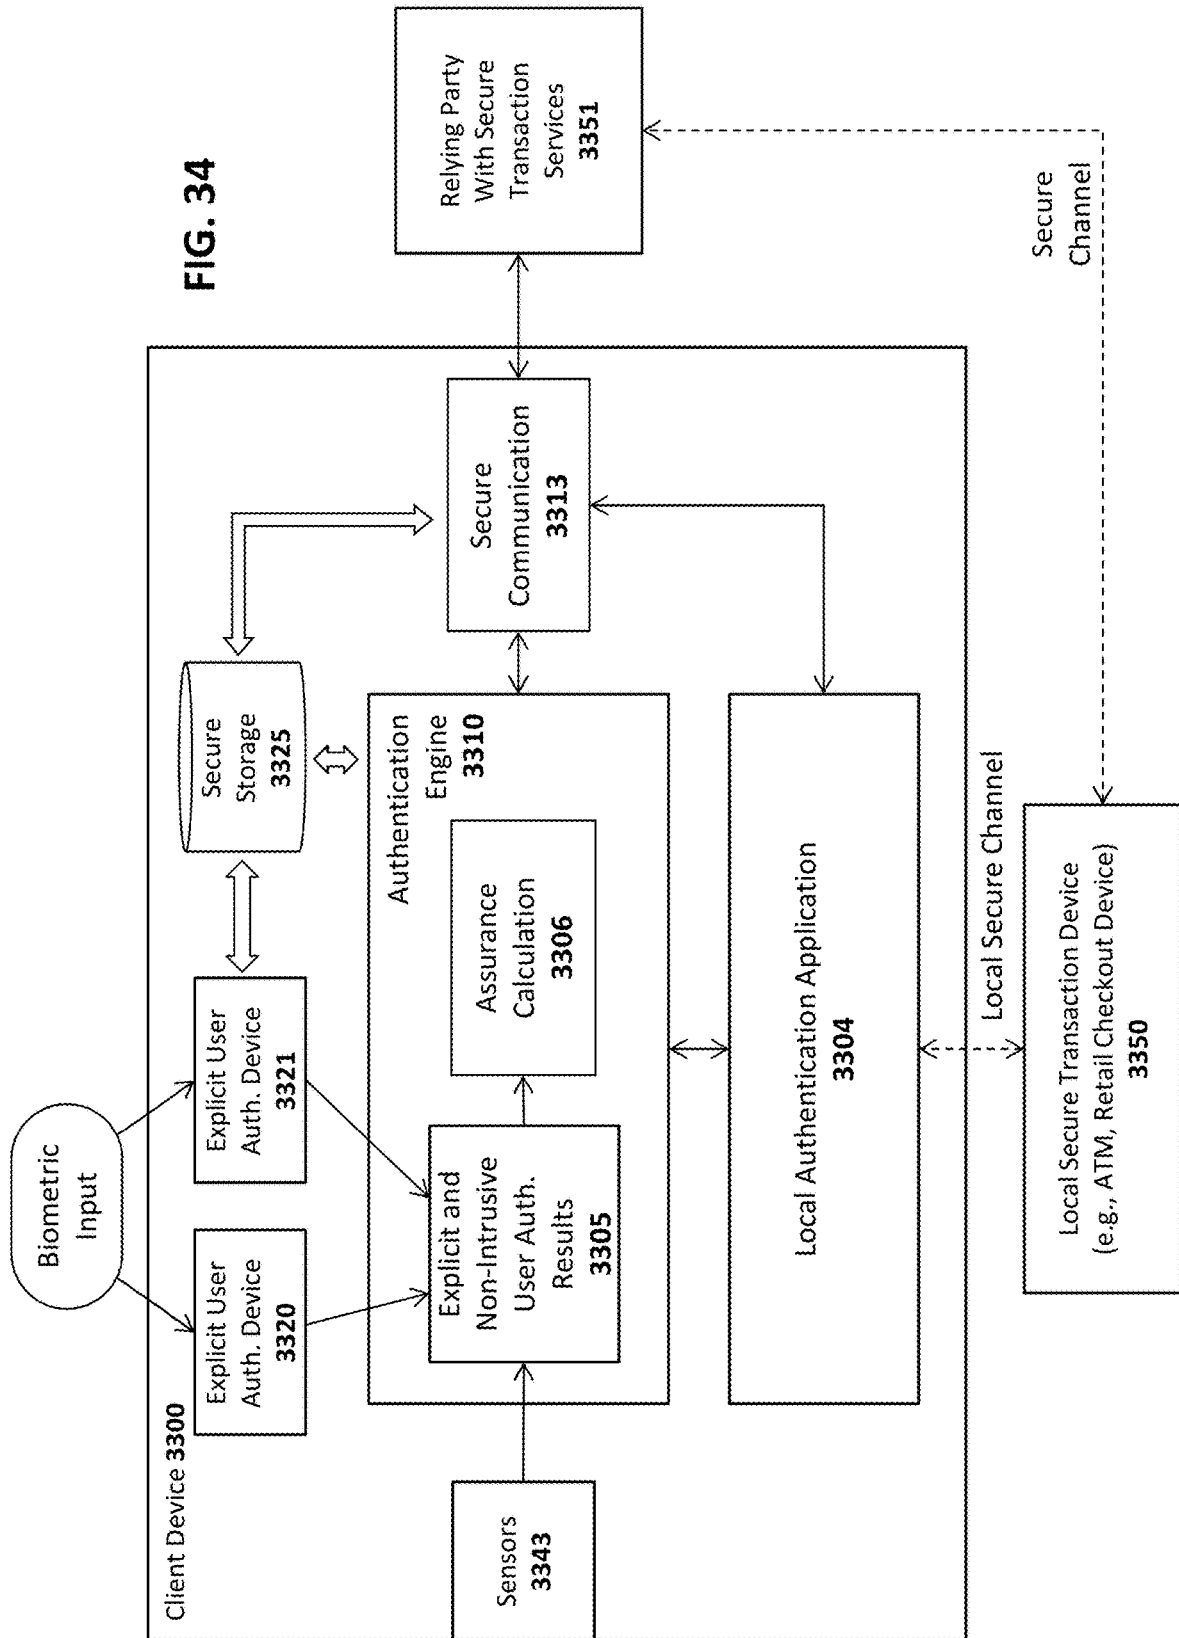 FIG. 34
Biometric
Input
Client Device 3300
Explicit User
Auth. Device
3320
Explicit User
Auth. Device
3321
Secure
Storage
3325
Sensors
3343
Authentication
Engine
3310
Explicit and
Non-Intrusive
User Auth.
Results
3305
Assurance
Calculation
3306
Secure
Communication
3313
Relying Party
With Secure
Transaction
Services
3351
Local Authentication Application
3304
Local Secure Channel
Secure
Channel
Local Secure Transaction Device
(e.g., ATM, Retail Checkout Device)
3350